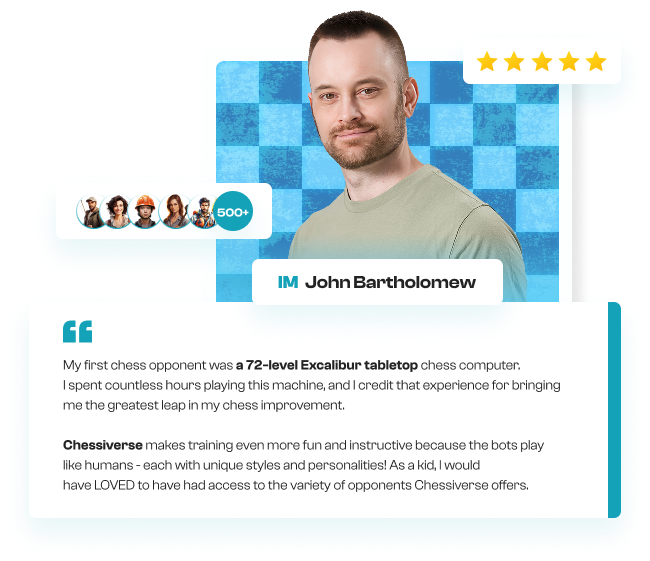 500+
IM John Bartholomew
My first chess opponent was a 72-level Excalibur tabletop chess computer.
I spent countless hours playing this machine, and I credit that experience for bringing
me the greatest leap in my chess improvement.
Chessiverse makes training even more fun and instructive because the bots play
like humans - each with unique styles and personalities! As a kid, I would
have LOVED to have had access to the variety of opponents Chessiverse offers.